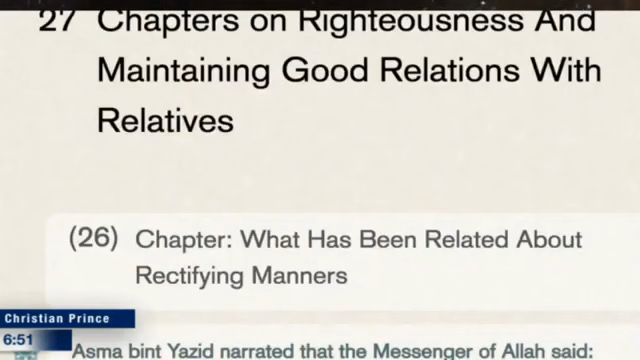 27 Chapters on Righteousness And
Maintaining Good Relations With
Relatives
(26) Chapter: What Has Been Related About
Rectifying Manners
Christian Prince
6:51
Asma bint Yazid narrated that the Messenger of Allah said: